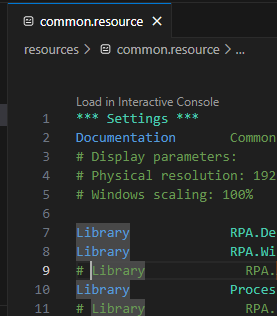 common.resource
resources > common.resource > ...
Load in Interactive Console
1 *** Settings ***
2 Documentation Common
3 # Display parameters:
4 # Physical resolution: 192
5 # Windows scaling: 100%
6
7 Library RPA.De
8 Library RPA.Wi
9 # Library RPA.
10 Library Proces
11 # Library RPA.